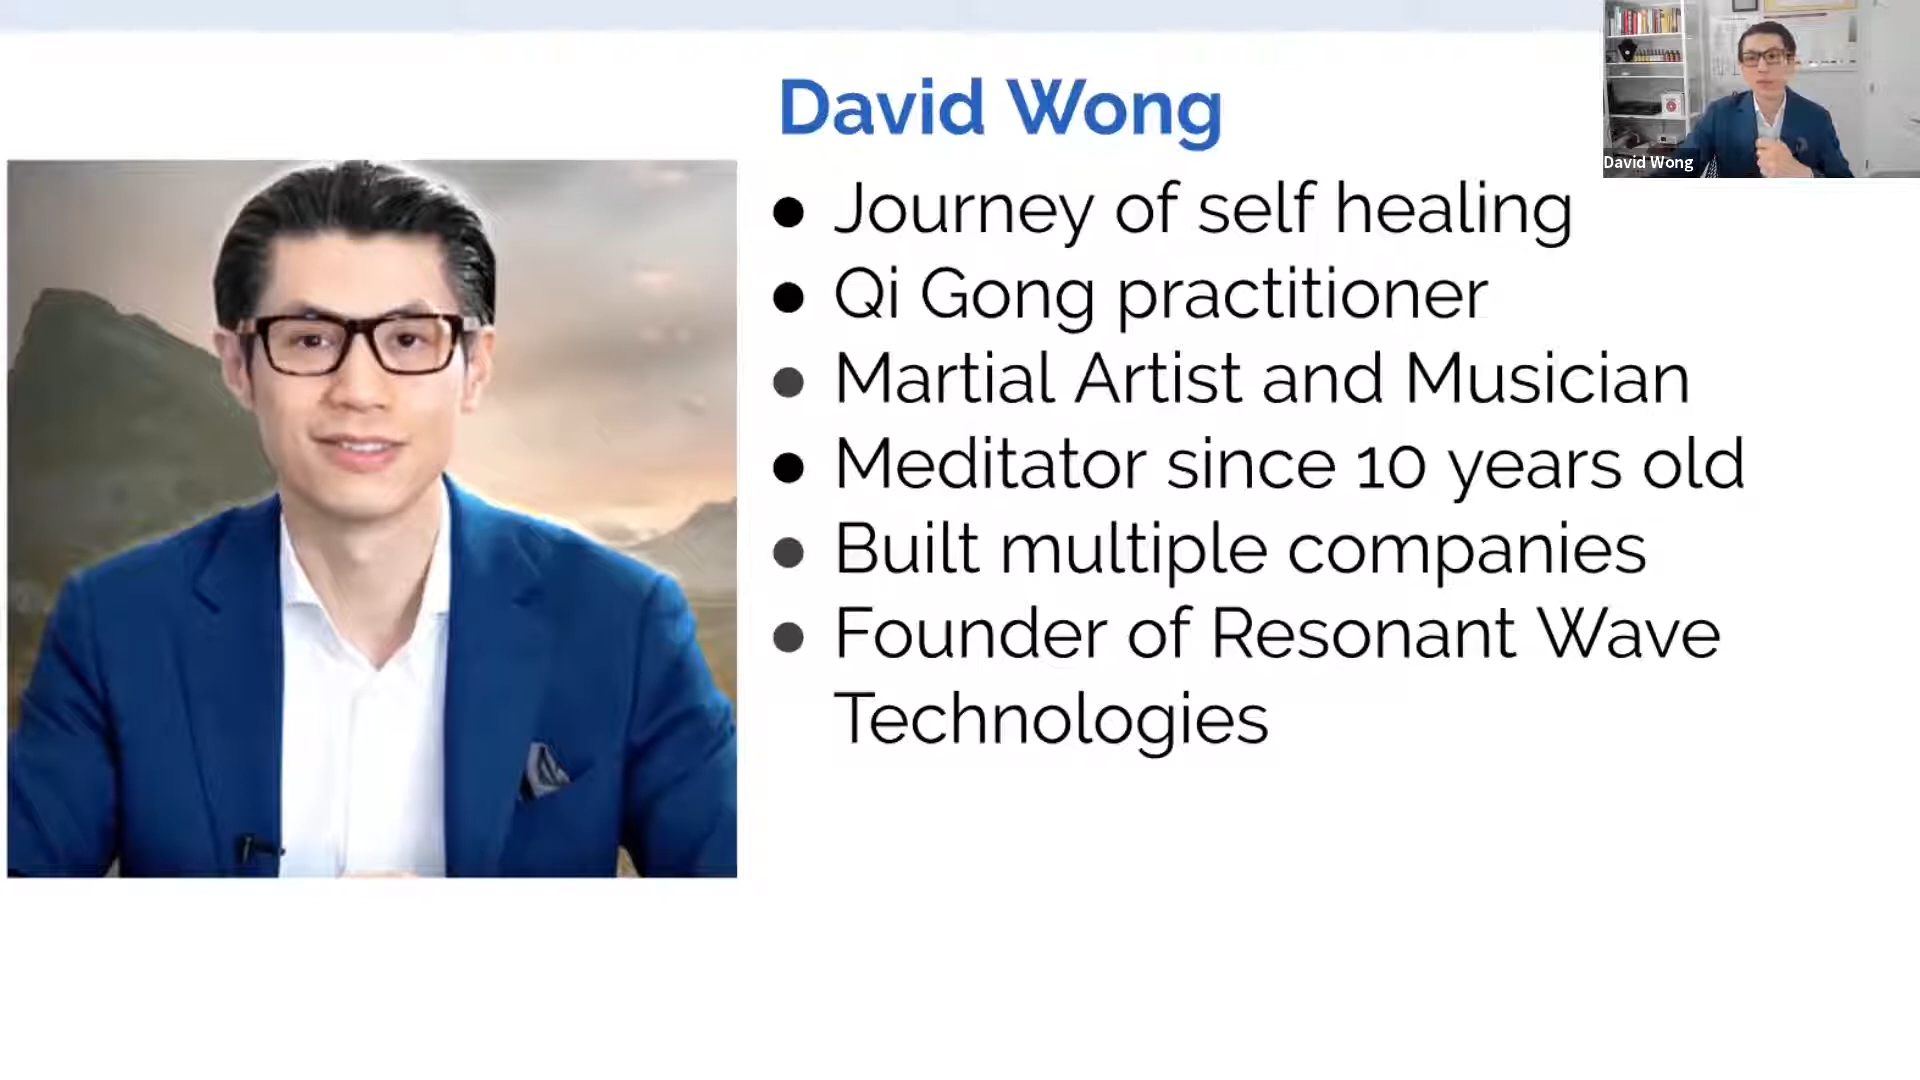 David Wong
David Wong
Journey of self healing
Qi Gong practitioner
Martial Artist and Musician
Meditator since 10 years old
Built multiple companies
Founder of Resonant Wave
Technologies